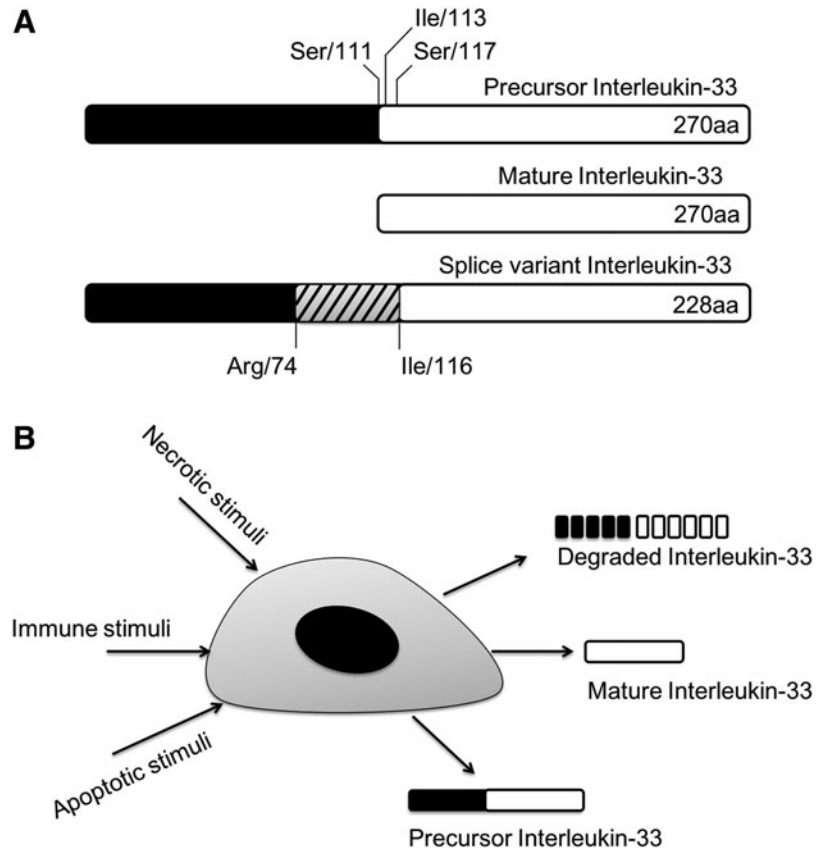 A
Ile/113
Ser/111
Ser/117
Precursor Interleukin-33
270aa
Mature Interleukin-33
270aa
Splice variant Interleukin-33
228aa
Arg/74
Ile/116
B
Necrotic stimuli
Immune stimuli
Apoptotic stimuli
Degraded Interleukin-33
Mature Interleukin-33
Precursor Interleukin-33